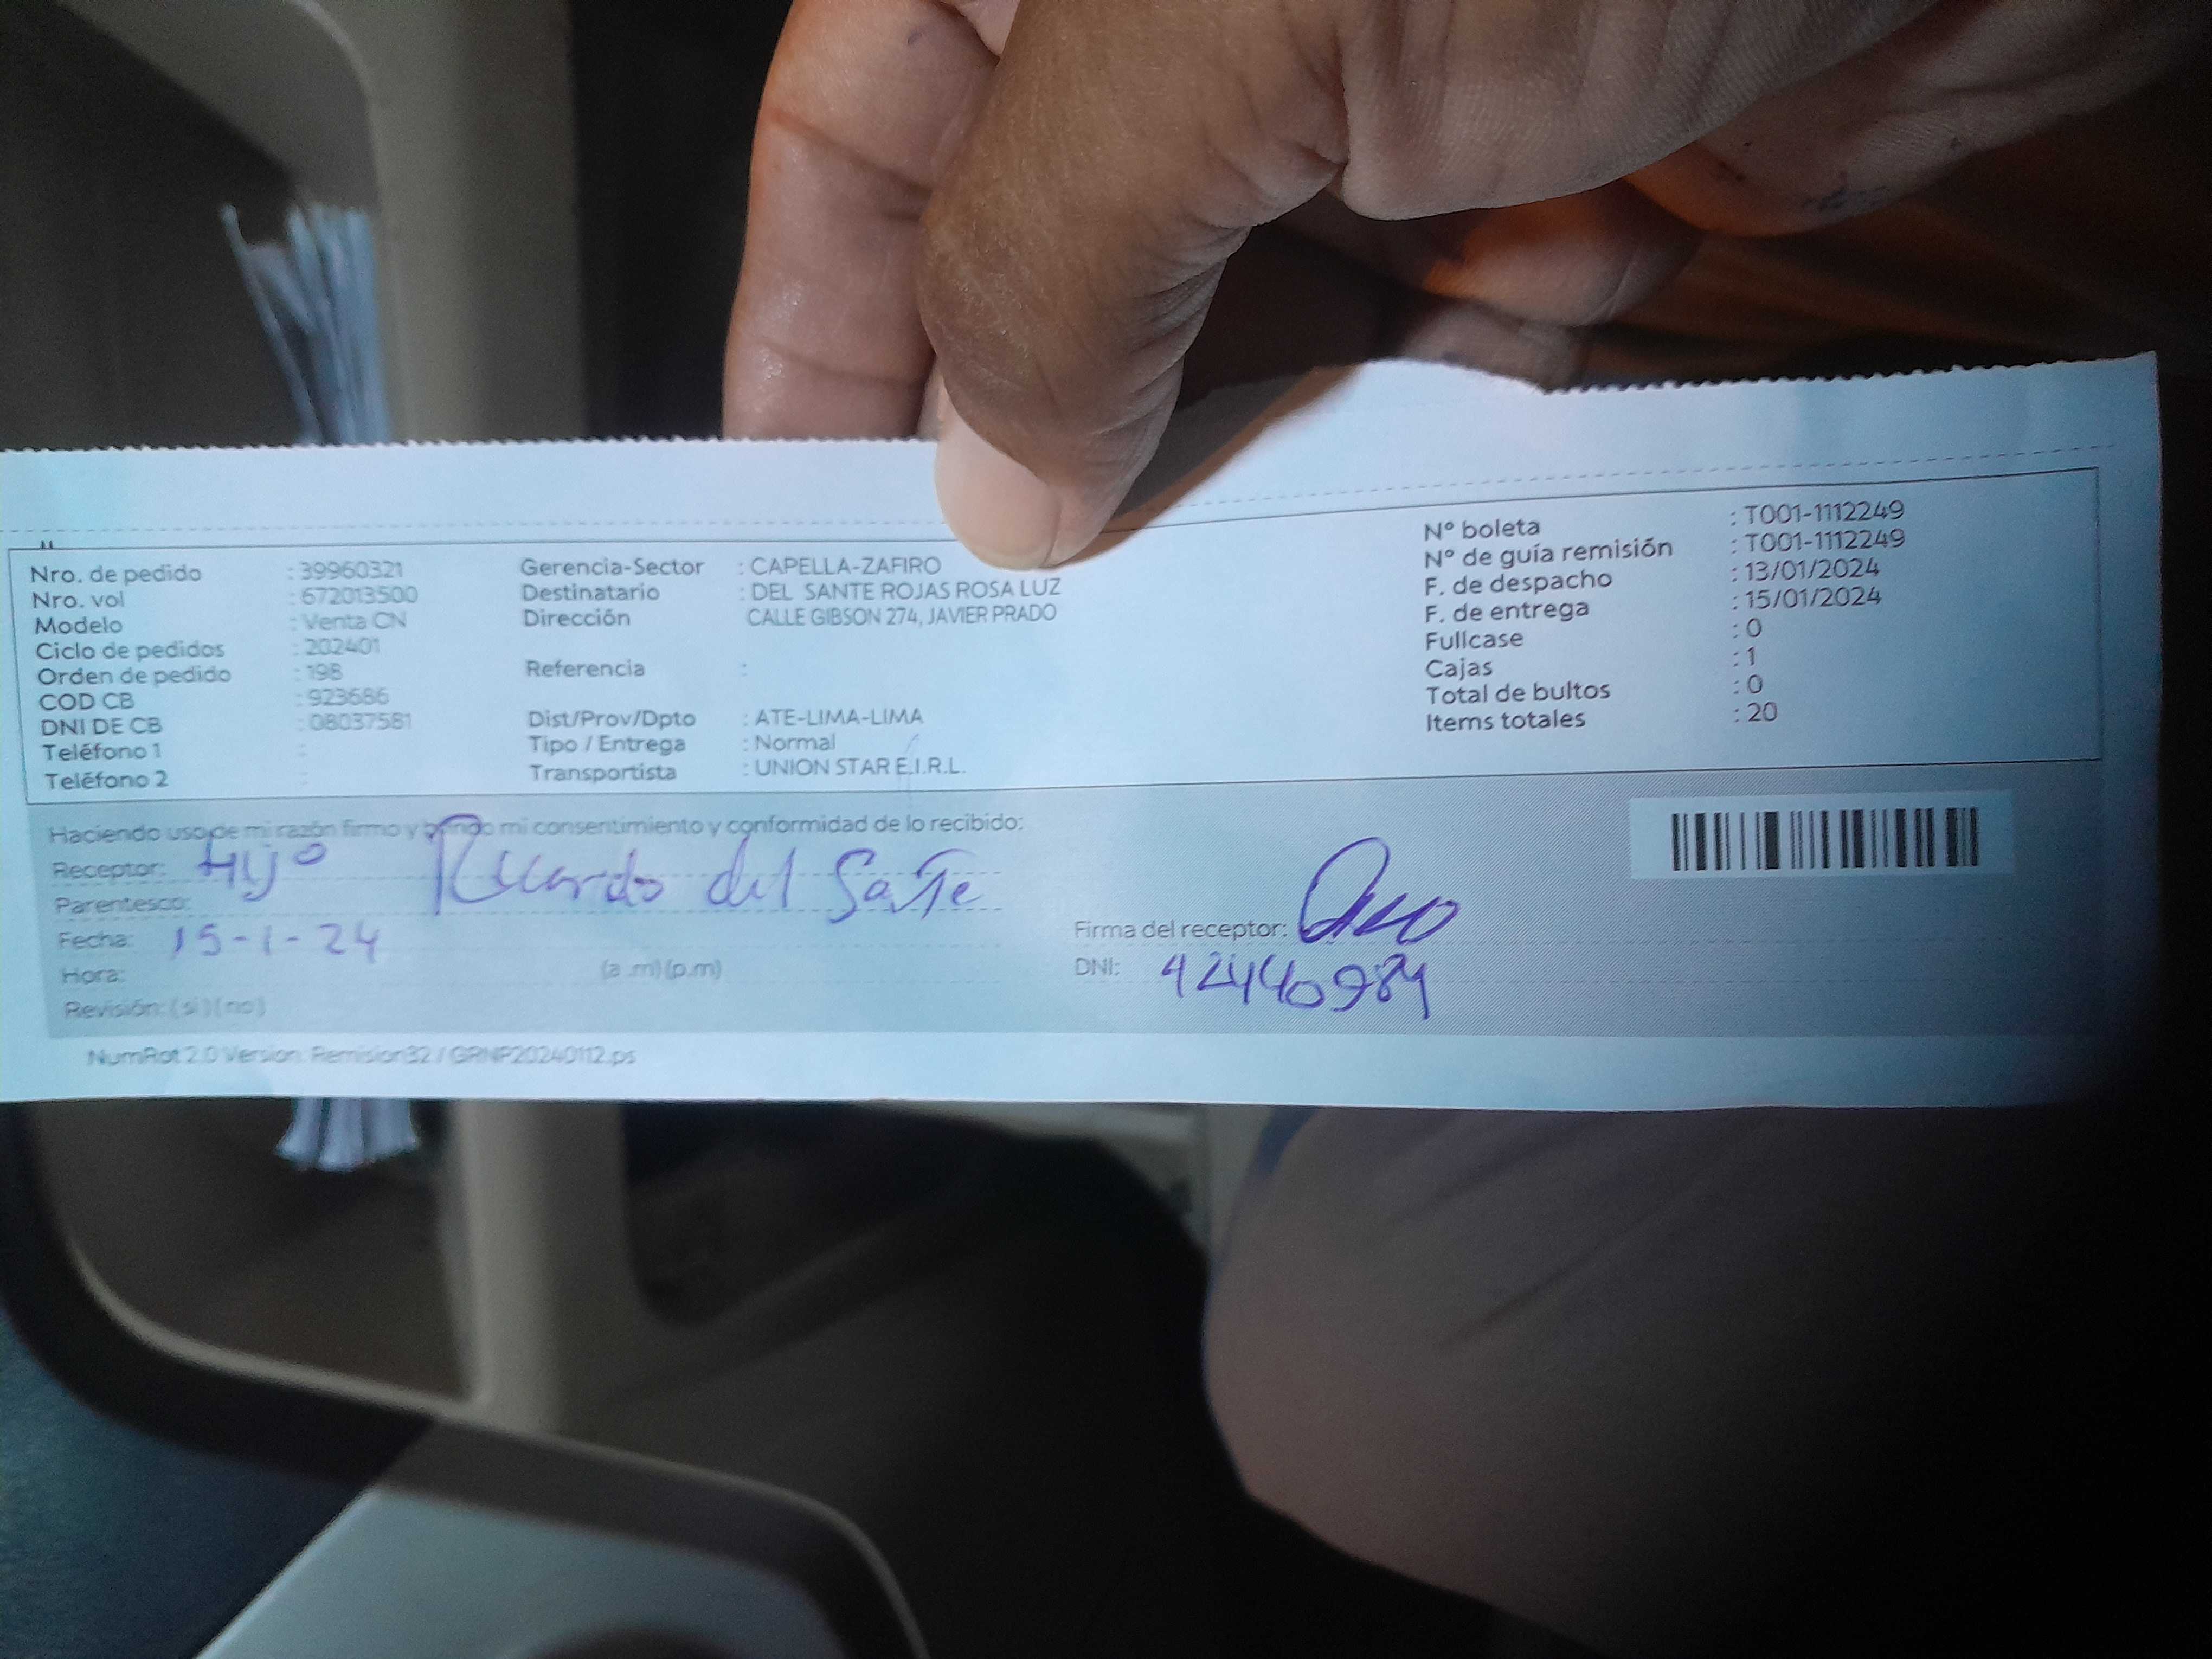 Nro. de pedido : 39960321
Nro. vol : 672013500
Modelo : Venta CN
Ciclo de pedidos : 202401
Orden de pedido : 198
COD CB : 923686
DNI DE CB : 08037581
Teléfono 1 :
Teléfono 2 :
Gerencia-Sector : CAPELLA-ZAFIRO
Destinatario : DEL SANTE ROJAS ROSA LUZ
Dirección CALLE GIBSON 274, JAVIER PRADO
Referencia :
Dist/Prov/Dpto : ATE-LIMA-LIMA
Tipo / Entrega : Normal
Transportista : UNION STAR E.I.R.L.
N° boleta : T001-1112249
N° de guía remisión : T001-1112249
F. de despacho : 13/01/2024
F. de entrega : 15/01/2024
Fullcase : 0
Cajas : 1
Total de bultos : 0
Items totales : 20
Haciendo uso de mi razón firmo y brindo mi consentimiento y conformidad de lo recibido:
Receptor: Hijo Ricardo del Sante
Parentesco:
Fecha: 15-1-24
Hora: (a .m) (p.m)
Revisión: ( si ) ( no )
Firma del receptor:
DNI:
NumRot 2.0 Version: Remision32 / GRNP20240112.ps